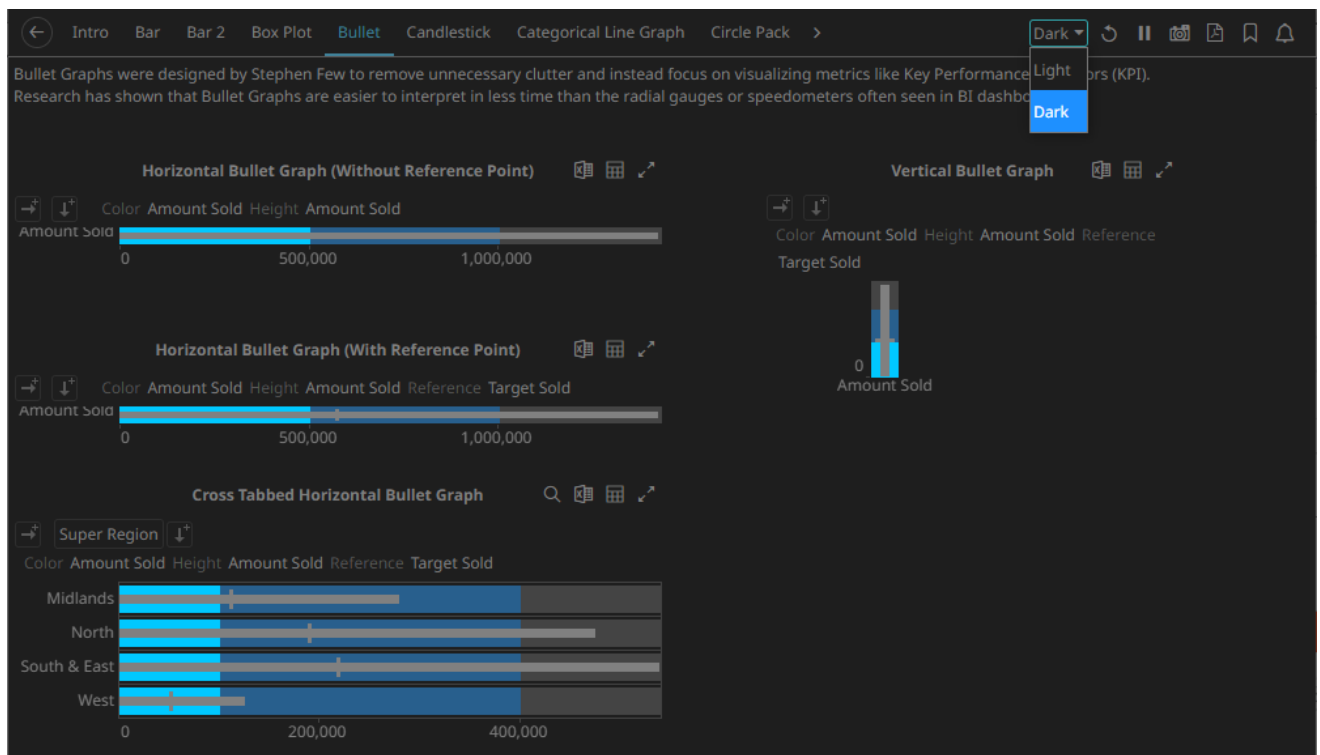 Intro Bar Bar 2 Box Plot Bullet Candlestick Categorical Line Graph Circle Pack Dark
Light
Dark
Bullet Graphs were designed by Stephen Few to remove unnecessary clutter and instead focus on visualizing metrics like Key Performance ors (KPI).
Research has shown that Bullet Graphs are easier to interpret in less time than the radial gauges or speedometers often seen in BI dashbo
Horizontal Bullet Graph (Without Reference Point)
Color Amount Sold Height Amount Sold
Amount Sold
0 500,000 1,000,000
Vertical Bullet Graph
Color Amount Sold Height Amount Sold Reference
Target Sold
0
Amount Sold
Horizontal Bullet Graph (With Reference Point)
Color Amount Sold Height Amount Sold Reference Target Sold
Amount Sold
0 500,000 1,000,000
Cross Tabbed Horizontal Bullet Graph
Super Region
Color Amount Sold Height Amount Sold Reference Target Sold
Midlands
North
South & East
West
0 200,000 400,000